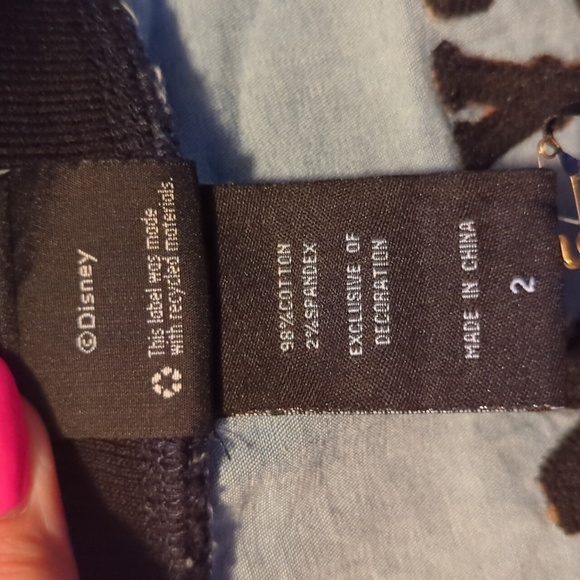 ©Disney
This label was made
with recycled materials.
98%COTTON
2%SPANDEX
EXCLUSIVE OF
DECORATION
MADE IN CHINA
2